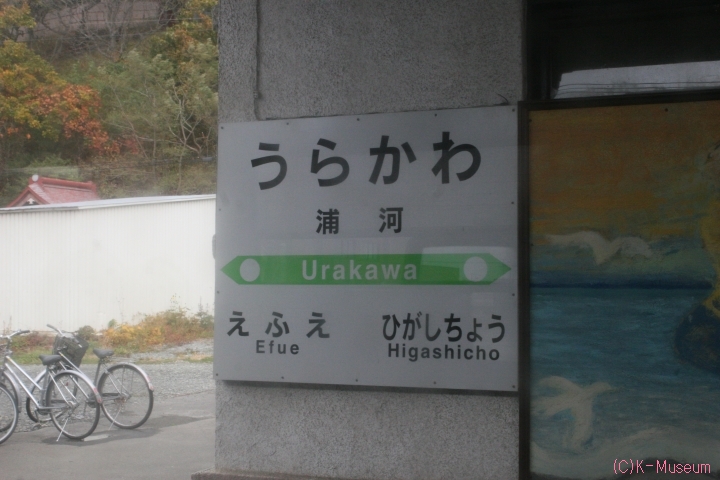 うらかわ
浦河
Urakawa
えふえ ひがしちょう
Efue Higashicho
(C)K-Museum